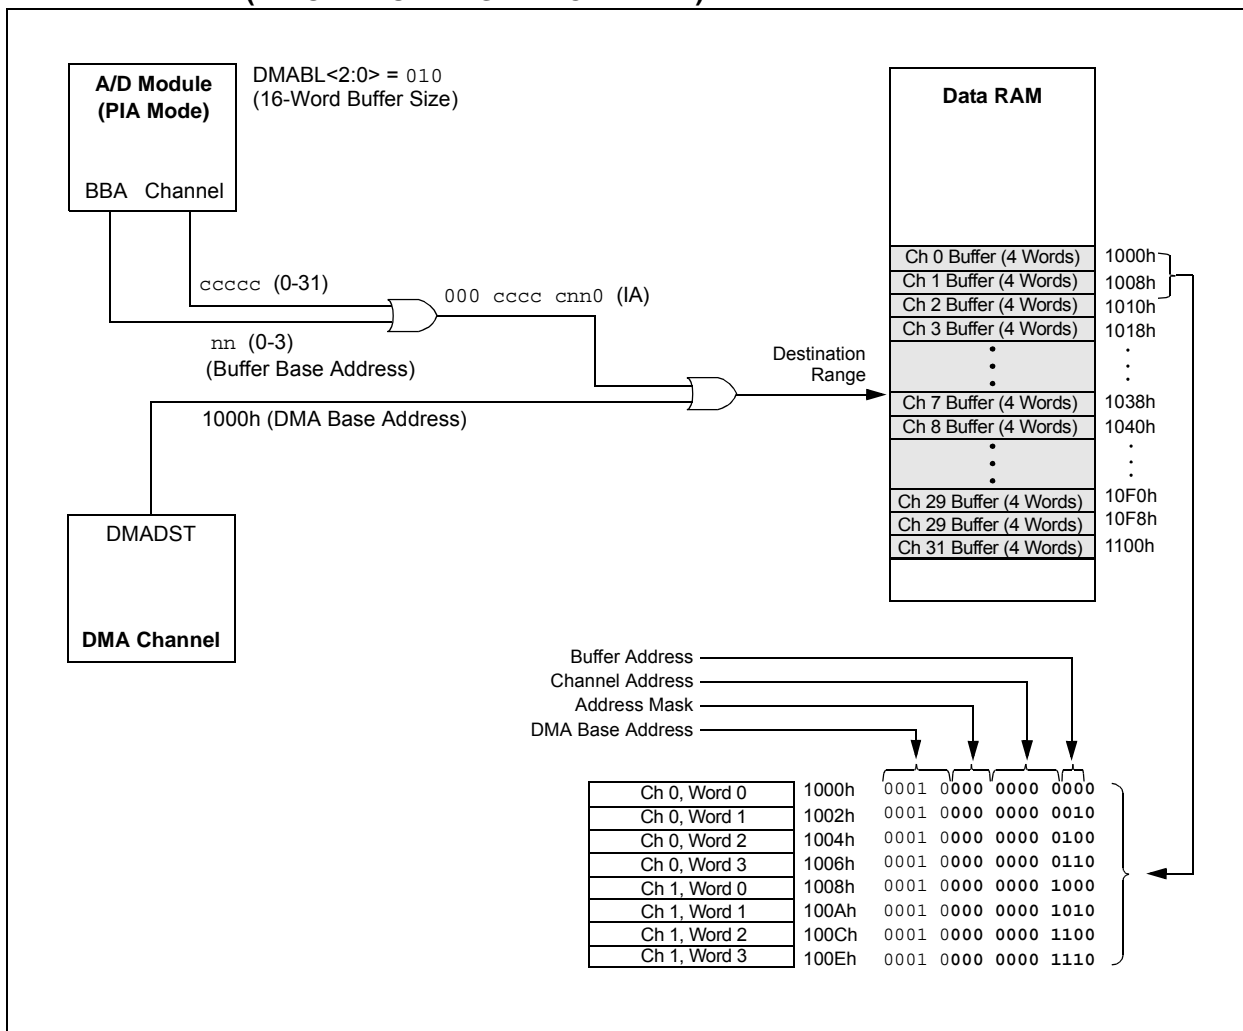 A/D Module
(PIA Mode)
BBA Channel
DMABL<2:0> = 010
(16-Word Buffer Size)
ccccc (0-31)
nn (0-3)
(Buffer Base Address)
000 cccc cnn0 (IA)
1000h (DMA Base Address)
Destination
Range
DMADST
DMA Channel
Data RAM
Ch 0 Buffer (4 Words) 1000h
Ch 1 Buffer (4 Words) 1008h
Ch 2 Buffer (4 Words) 1010h
Ch 3 Buffer (4 Words) 1018h
Ch 7 Buffer (4 Words) 1038h
Ch 8 Buffer (4 Words) 1040h
Ch 29 Buffer (4 Words) 10F0h
Ch 29 Buffer (4 Words) 10F8h
Ch 31 Buffer (4 Words) 1100h
Buffer Address
Channel Address
Address Mask
DMA Base Address
Ch 0, Word 0 1000h 0001 0000 0000 0000
Ch 0, Word 1 1002h 0001 0000 0000 0010
Ch 0, Word 2 1004h 0001 0000 0000 0100
Ch 0, Word 3 1006h 0001 0000 0000 0110
Ch 1, Word 0 1008h 0001 0000 0000 1000
Ch 1, Word 1 100Ah 0001 0000 0000 1010
Ch 1, Word 2 100Ch 0001 0000 0000 1100
Ch 1, Word 3 100Eh 0001 0000 0000 1110